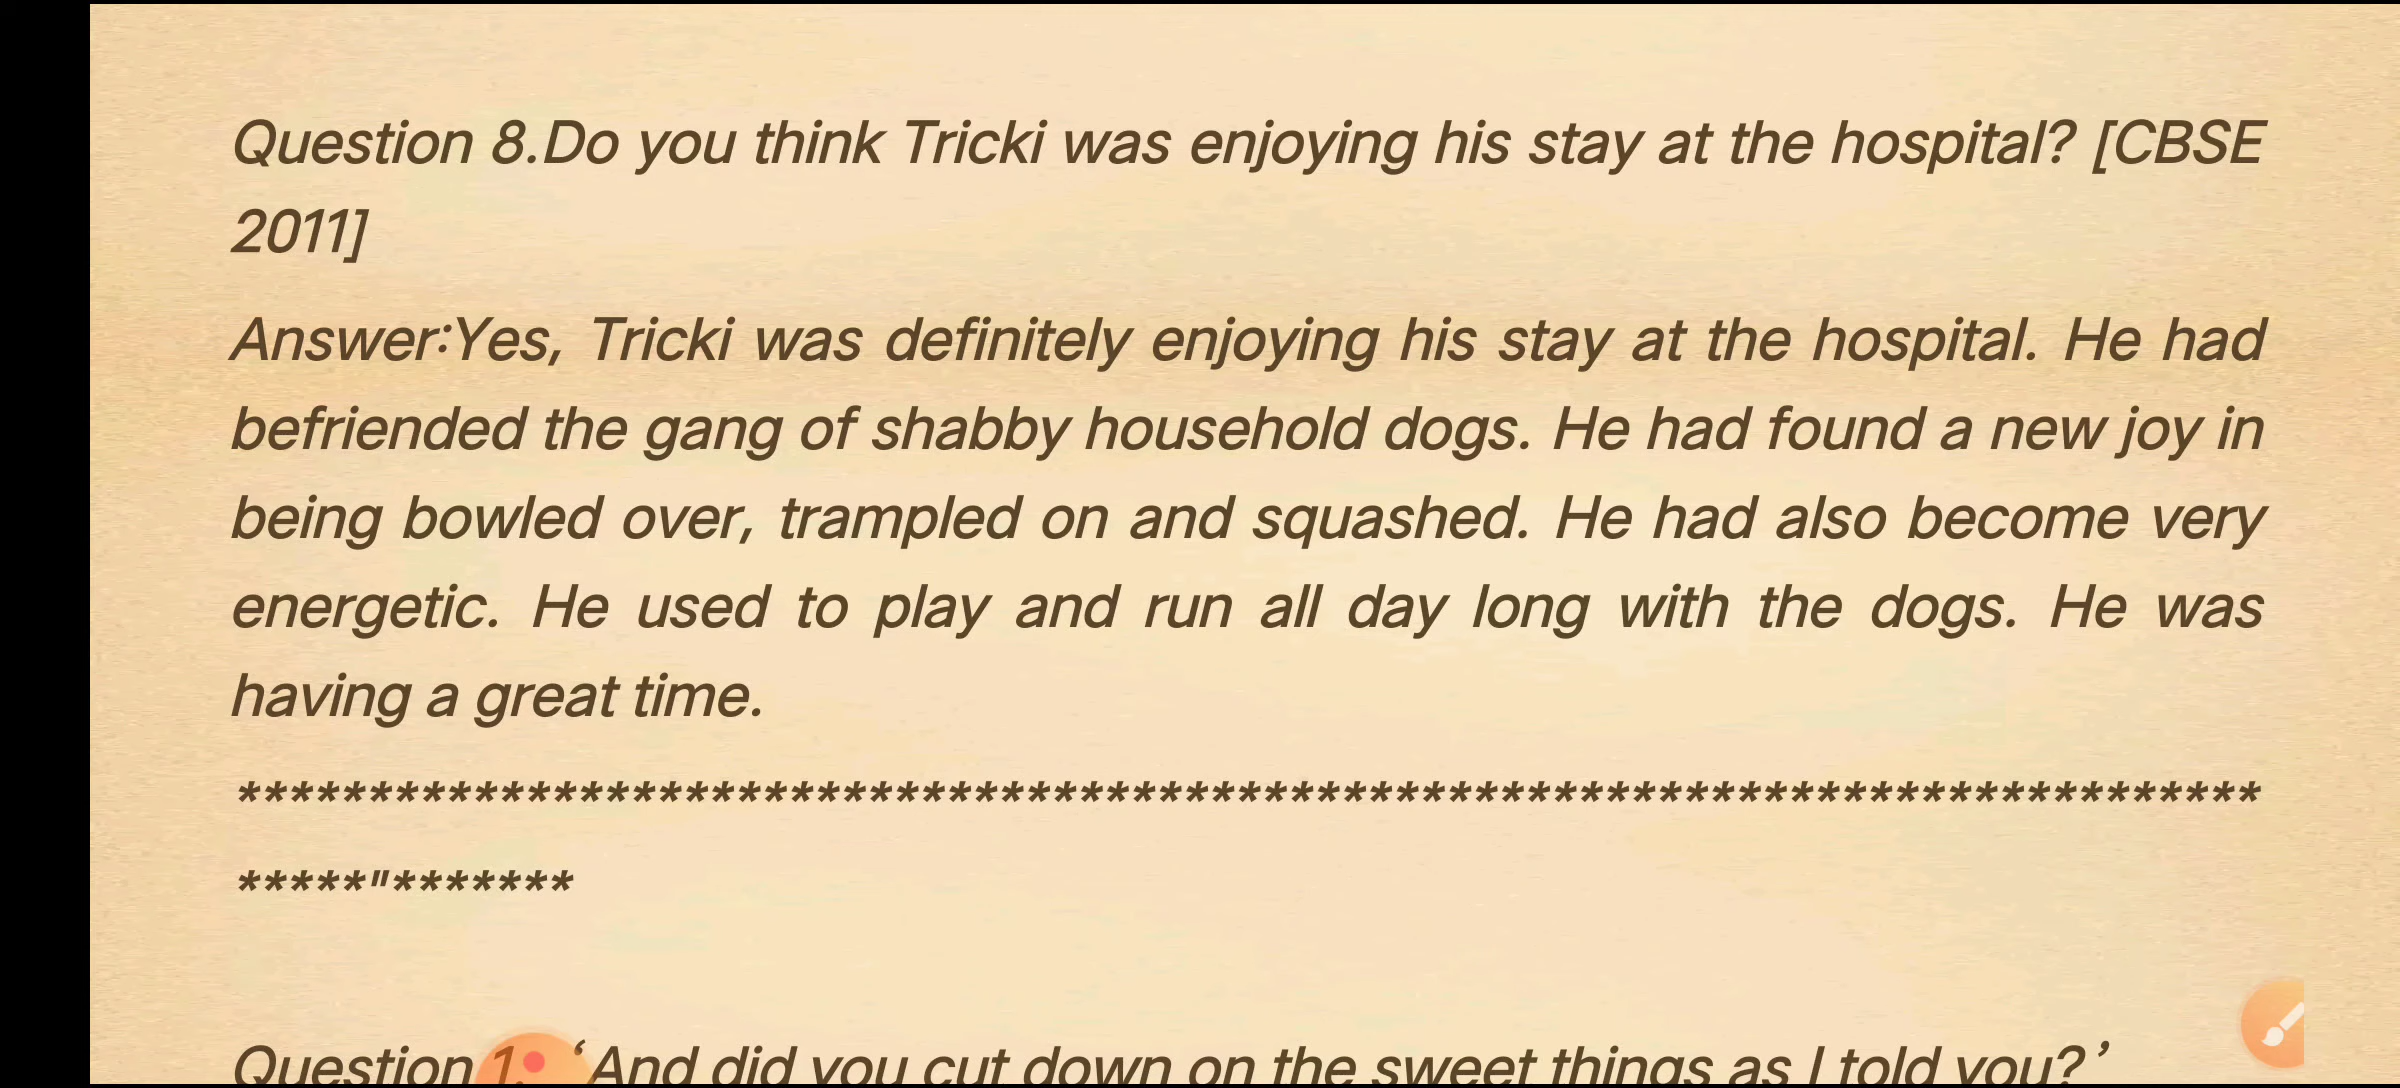 Question 8.Do you think Tricki was enjoying his stay at the hospital? [CBSE
2011]
Answer:Yes, Tricki was definitely enjoying his stay at the hospital. He had
befriended the gang of shabby household dogs. He had found a new joy in
being bowled over, trampled on and squashed. He had also become very
energetic. He used to play and run all day long with the dogs. He was
having a great time.
*****************************************************************************
*****"*******
Question 1. ‘And did you cut down on the sweet things as I told you?’